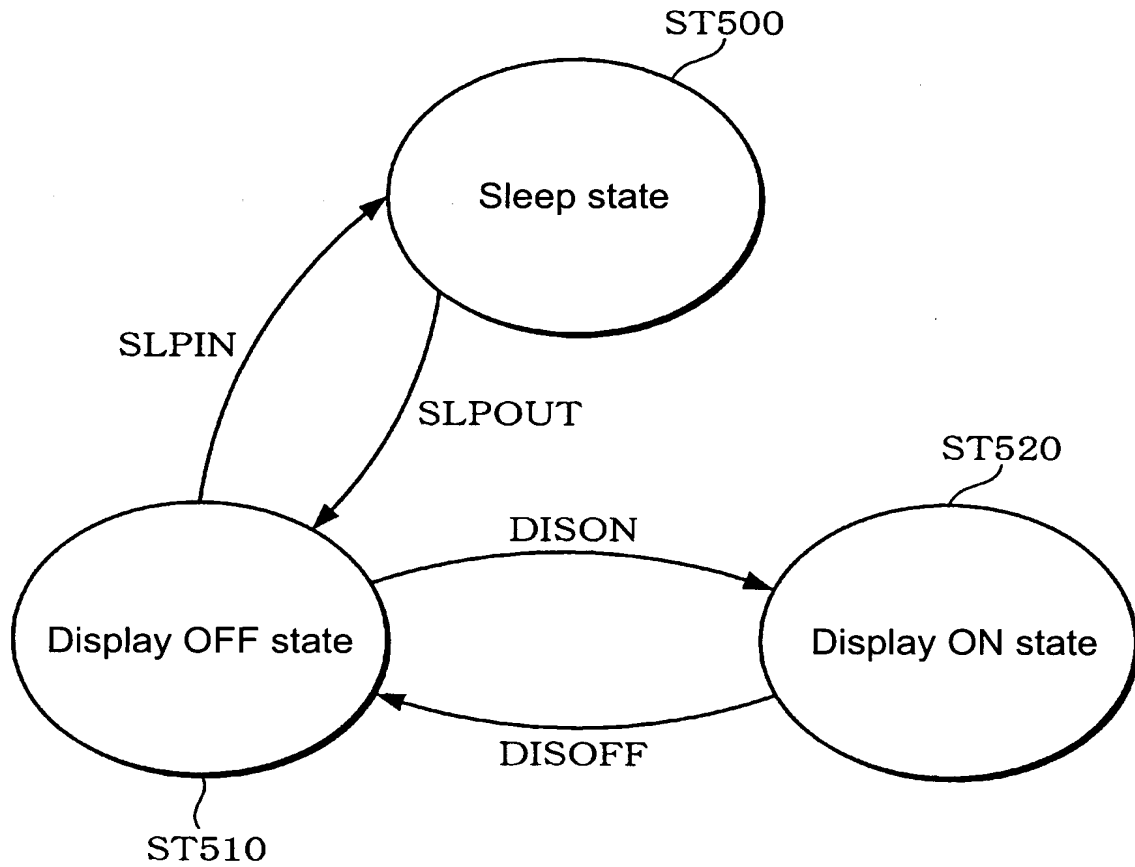 ST500
Sleep state
SLPIN
SLPOUT
ST520
DISON
Display OFF state
Display ON state
DISOFF
ST510